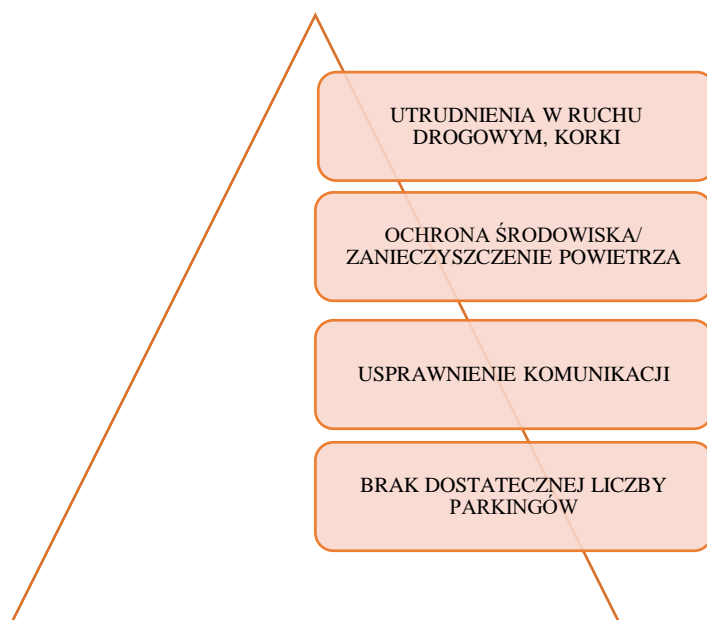 UTRUDNIENIA W RUCHU
DROGOWYM, KORKI
OCHRONA ŚRODOWISKA/
ZANIECZYSZCZENIE POWIETRZA
USPRAWNIENIE KOMUNIKACJI
BRAK DOSTATECZNEJ LICZBY
PARKINGÓW